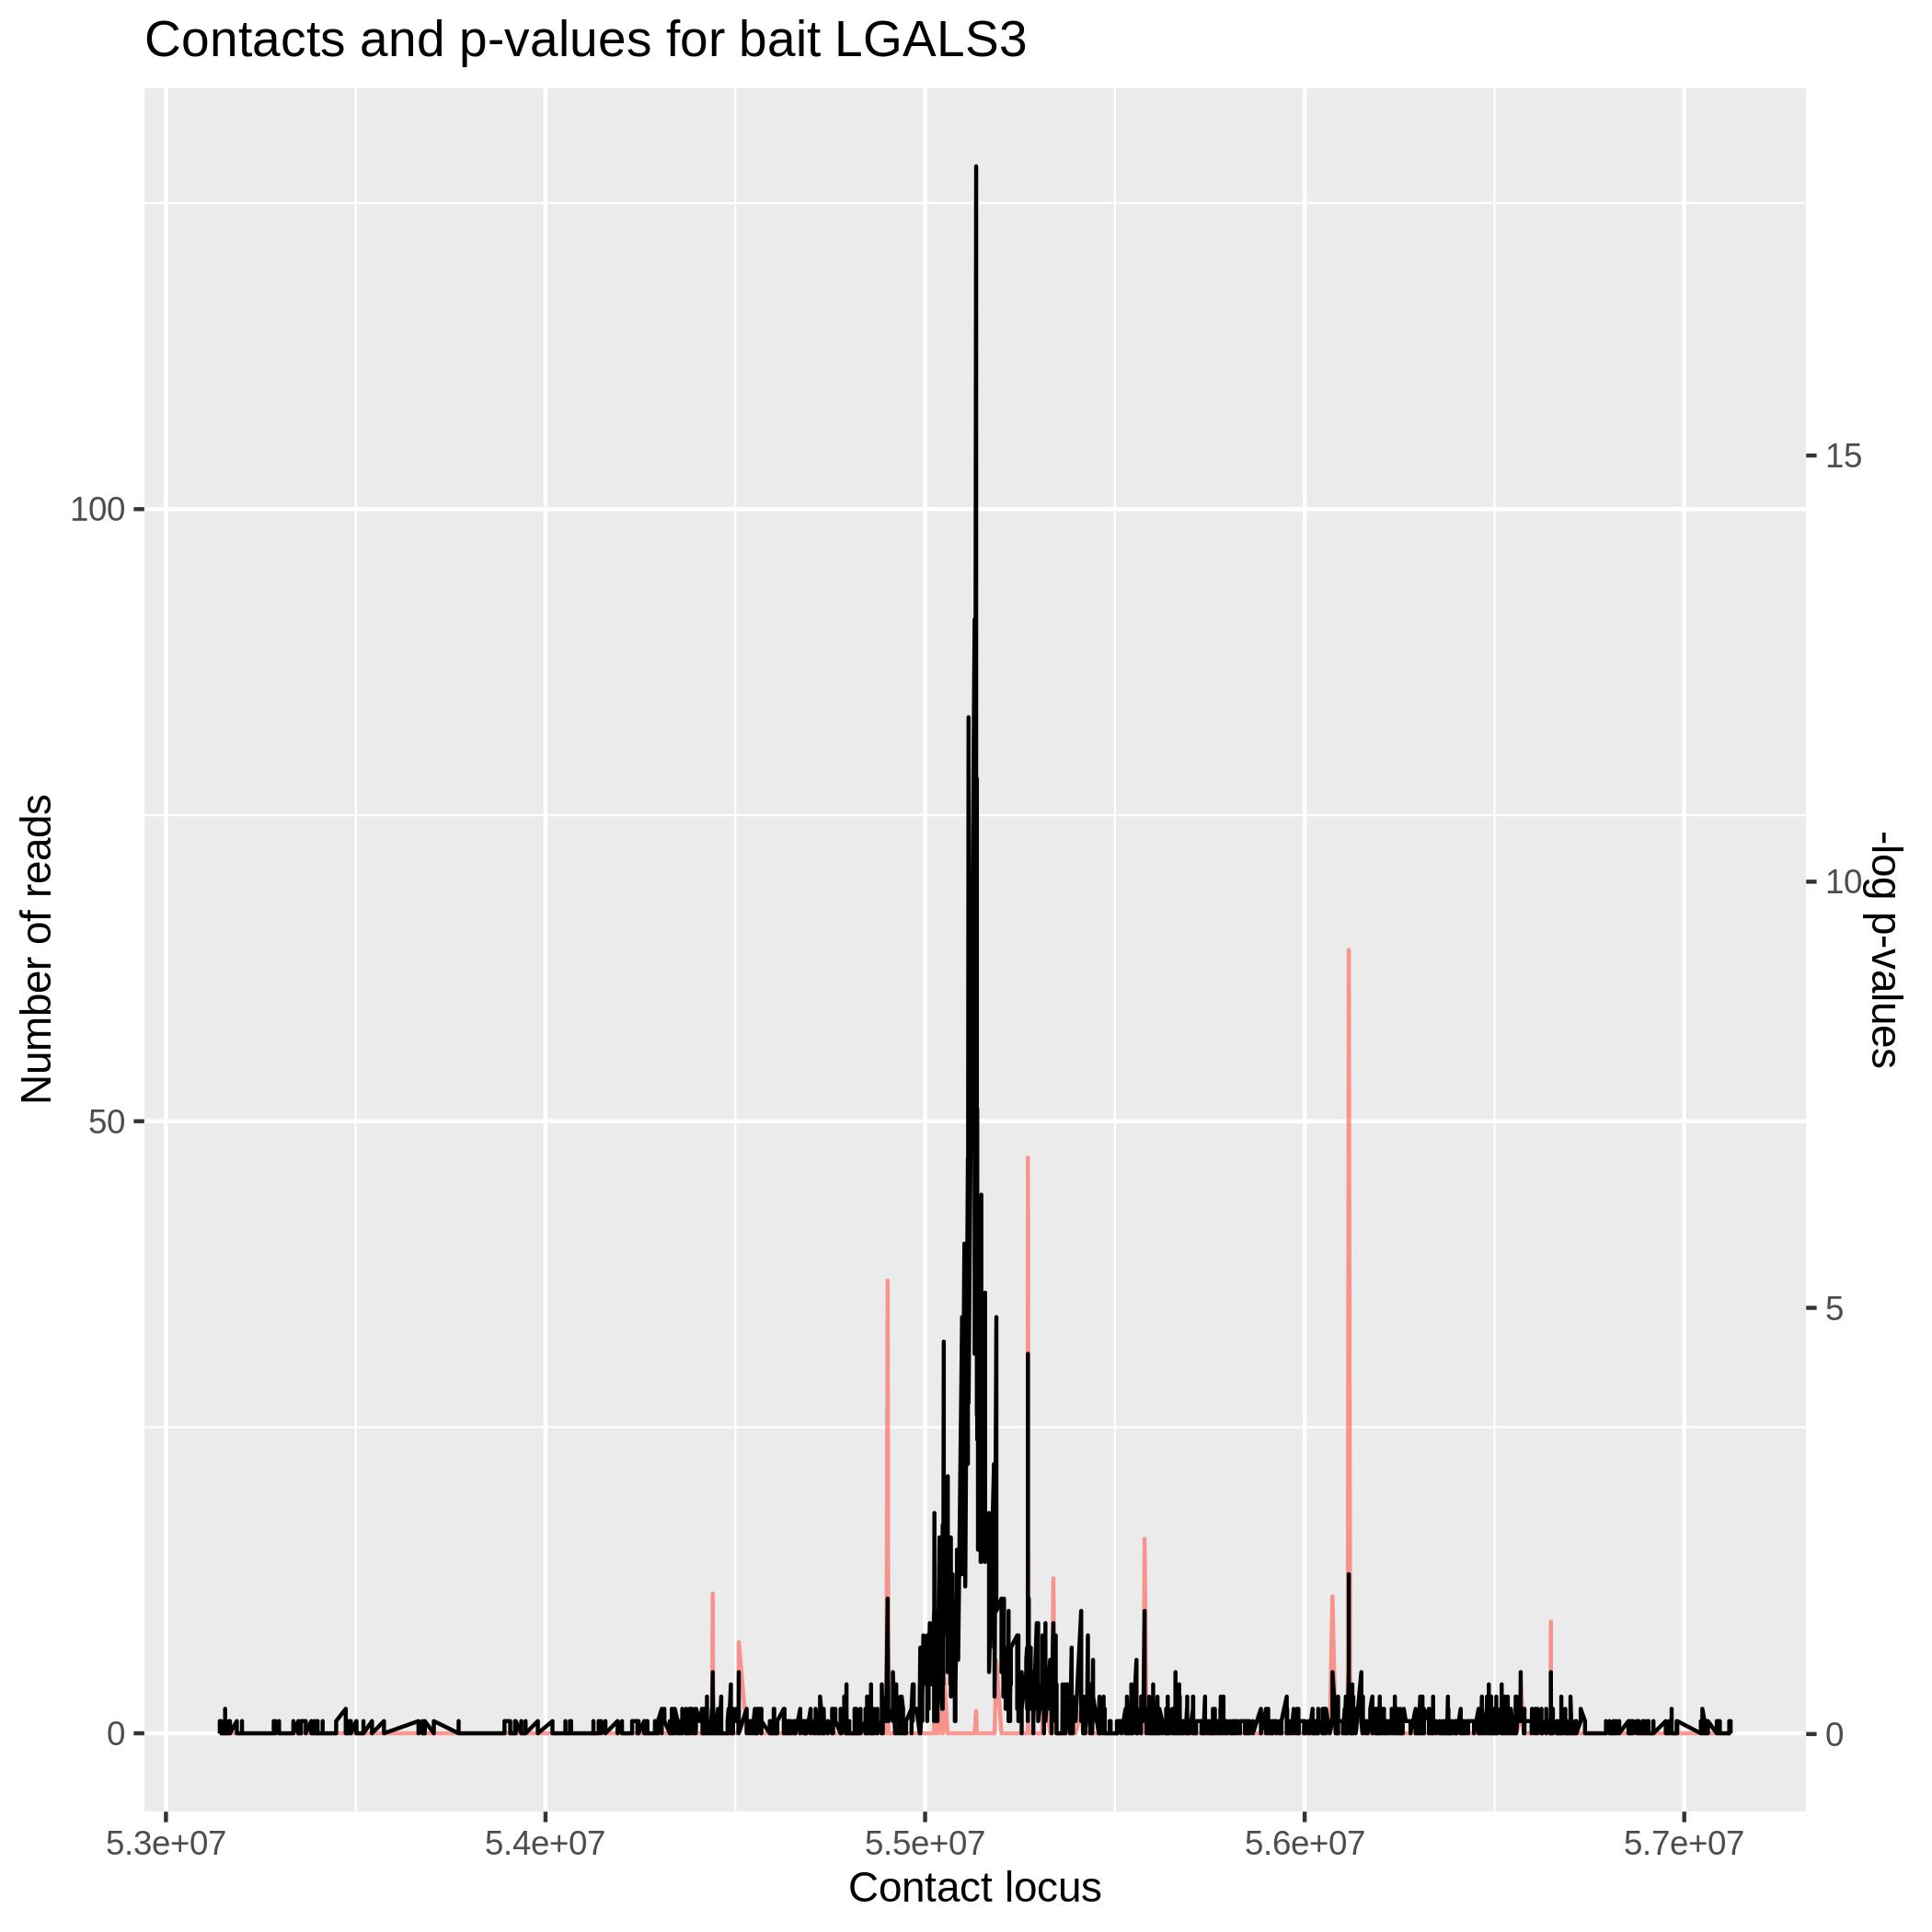 Contacts and p-values for bait LGALS3
Number of reads
100
50
0
15
10
5
0
-log p-values
5.3e+07 5.4e+07 5.5e+07 5.6e+07 5.7e+07
Contact locus